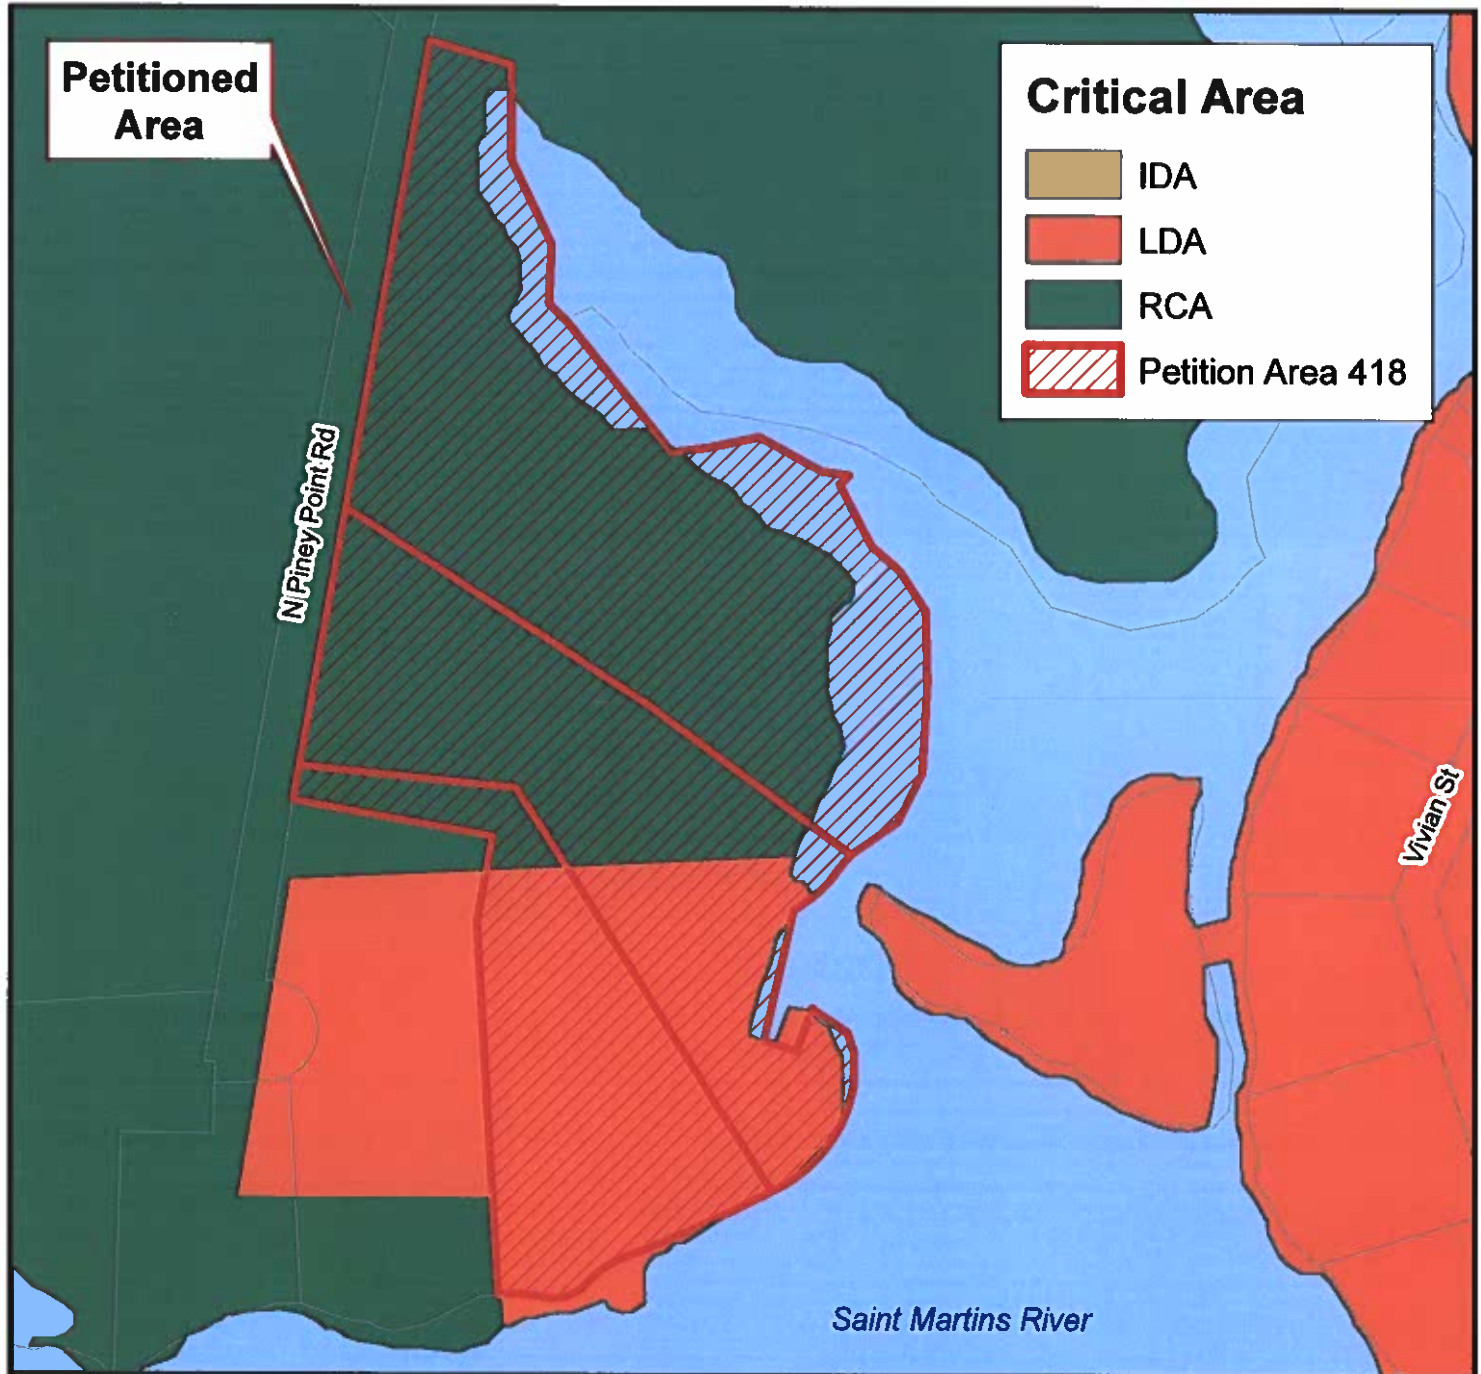 Petitioned
Area
Critical Area
IDA
LDA
RCA
Petition Area 418
N Piney Point Rd
Vivian St
Saint Martins River